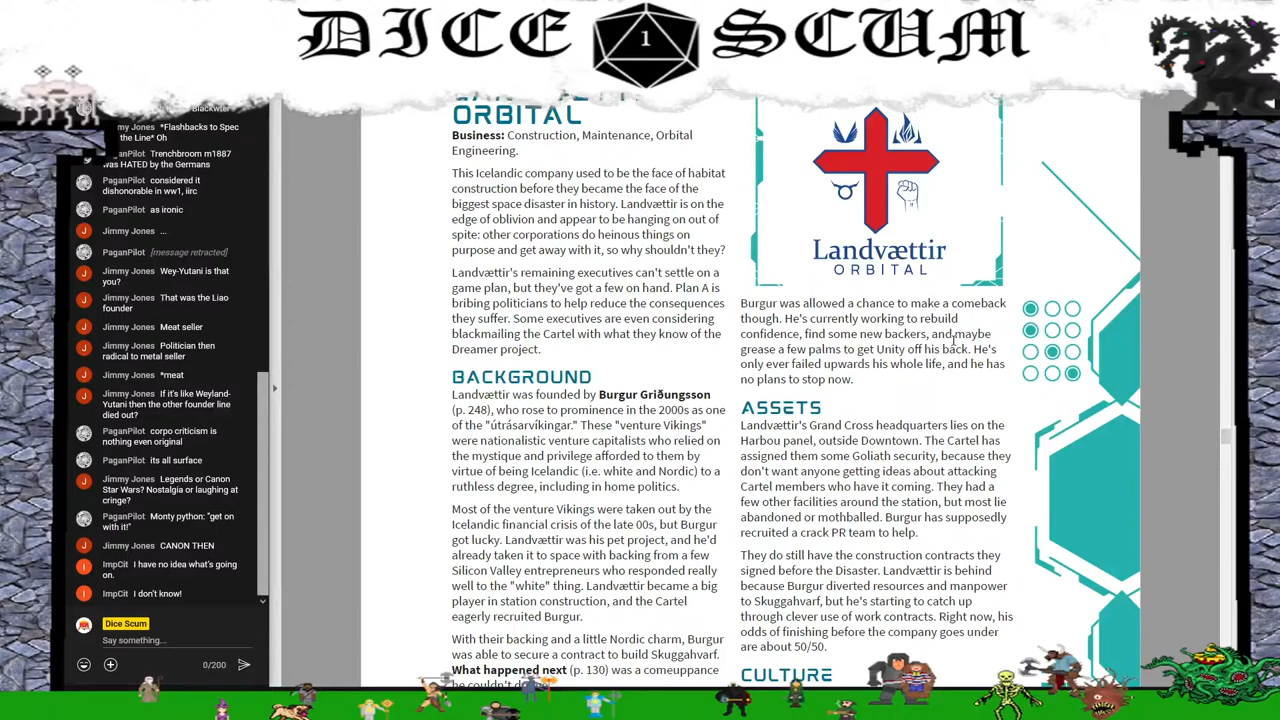 DICE SCUM
1
my Jones *Flashbacks to Spec
the Line* Oh
PaganPilot Trenchbroom m1887
was HATED by the Germans
PaganPilot considered it
dishonorable in ww1, iirc
PaganPilot as ironic
Jimmy Jones ...
PaganPilot [message retracted]
Jimmy Jones Wey-Yutani is that
you?
Jimmy Jones That was the Liao
founder
Jimmy Jones Meat seller
Jimmy Jones Politician then
radical to metal seller
Jimmy Jones *meat
Jimmy Jones If it's like Weyland-
Yutani then the other founder line
died out?
PaganPilot corpo criticism is
nothing even original
PaganPilot its all surface
Jimmy Jones Legends or Canon
Star Wars? Nostalgia or laughing at
cringe?
PaganPilot Monty python: "get on
with it!"
Jimmy Jones CANON THEN
ImpCit I have no idea what's going
on.
ImpCit I don't know!
Dice Scum
Say something...
0/200
ORBITAL
Business: Construction, Maintenance, Orbital
Engineering.
This Icelandic company used to be the face of habitat
construction before they became the face of the
biggest space disaster in history. Landvættir is on the
edge of oblivion and appear to be hanging on out of
spite: other corporations do heinous things on
purpose and get away with it, so why shouldn't they?
Landvættir's remaining executives can't settle on a
game plan, but they've got a few on hand. Plan A is
bribing politicians to help reduce the consequences
they suffer. Some executives are even considering
blackmailing the Cartel with what they know of the
Dreamer project.
BACKGROUND
Landvættir was founded by Burgur Griðungsson
(p. 248), who rose to prominence in the 2000s as one
of the "útrásarvíkingar." These "venture Vikings"
were nationalistic venture capitalists who relied on
the mystique and privilege afforded to them by
virtue of being Icelandic (i.e. white and Nordic) to a
ruthless degree, including in home politics.
Most of the venture Vikings were taken out by the
Icelandic financial crisis of the late 00s, but Burgur
got lucky. Landvættir was his pet project, and he'd
already taken it to space with backing from a few
Silicon Valley entrepreneurs who responded really
well to the "white" thing. Landvættir became a big
player in station construction, and the Cartel
eagerly recruited Burgur.
With their backing and a little Nordic charm, Burgur
was able to secure a contract to build Skuggahvarf.
What happened next (p. 130) was a comeuppance
he couldn't
Landvættir
ORBITAL
Burgur was allowed a chance to make a comeback
though. He's currently working to rebuild
confidence, find some new backers, and maybe
grease a few palms to get Unity off his back. He's
only ever failed upwards his whole life, and he has
no plans to stop now.
ASSETS
Landvættir's Grand Cross headquarters lies on the
Harbou panel, outside Downtown. The Cartel has
assigned them some Goliath security, because they
don't want anyone getting ideas about attacking
Cartel members who have it coming. They had a
few other facilities around the station, but most lie
abandoned or mothballed. Burgur has supposedly
recruited a crack PR team to help.
They do still have the construction contracts they
signed before the Disaster. Landvættir is behind
because Burgur diverted resources and manpower
to Skuggahvarf, but he's starting to catch up
through clever use of work contracts. Right now, his
odds of finishing before the company goes under
are about 50/50.
CULTURE